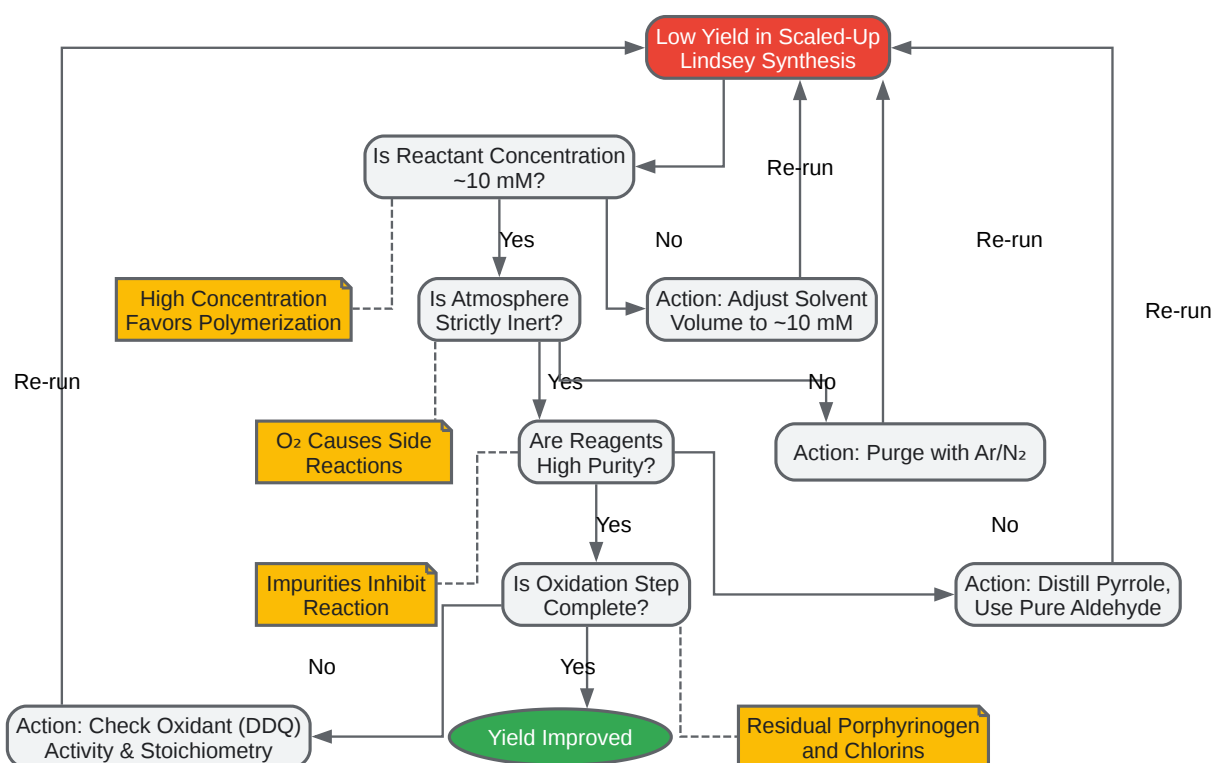 Low Yield in Scaled-Up
Lindsey Synthesis
Is Reactant Concentration
~10 mM?
Re-run
Yes
No
Re-run
High Concentration
Favors Polymerization
Is Atmosphere
Strictly Inert?
Action: Adjust Solvent
Volume to ~10 mM
Re-run
Re-run
Yes
No
O₂ Causes Side
Reactions
Are Reagents
High Purity?
Action: Purge with Ar/N₂
Yes
No
Impurities Inhibit
Reaction
Is Oxidation Step
Complete?
Action: Distill Pyrrole,
Use Pure Aldehyde
No
Yes
Action: Check Oxidant (DDQ)
Activity & Stoichiometry
Yield Improved
Residual Porphyrinogen
and Chlorins